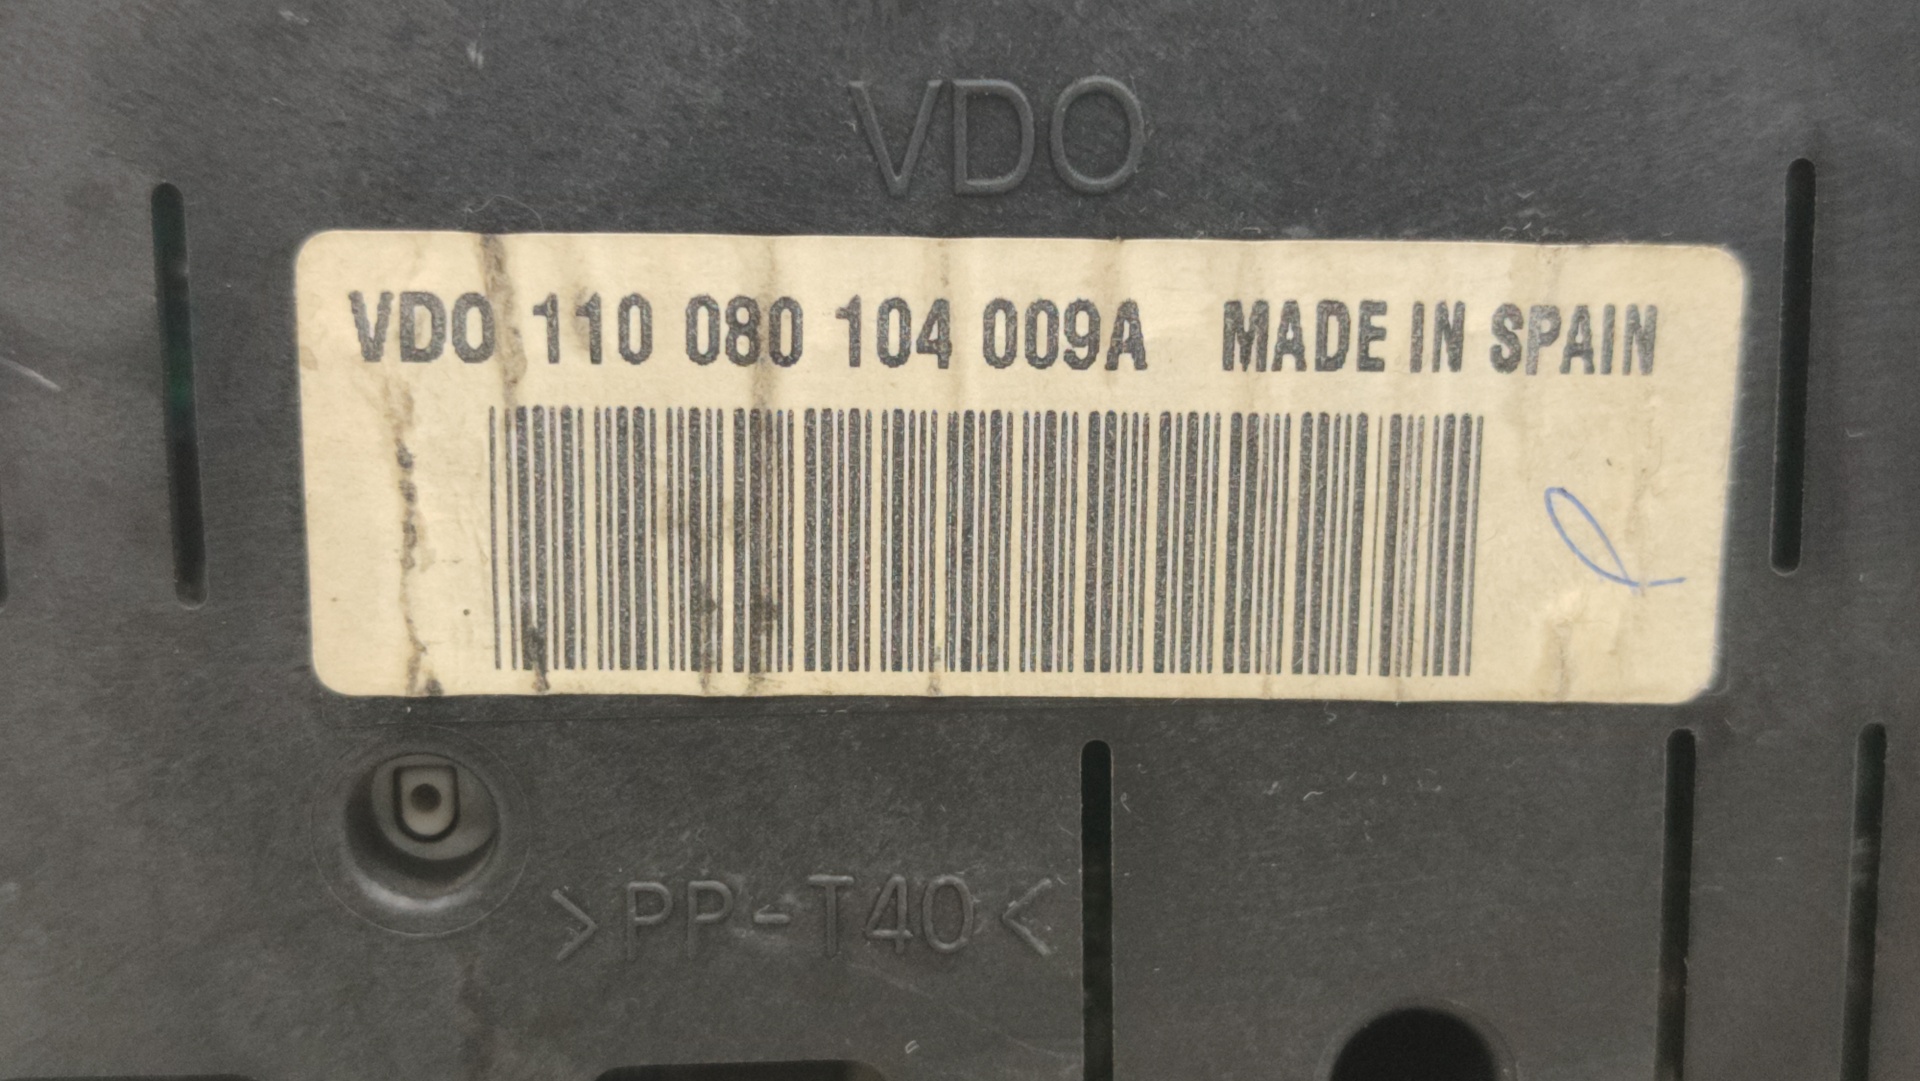 VDO
VDO 110 080 104 009A MADE IN SPAIN
>PP-T40<